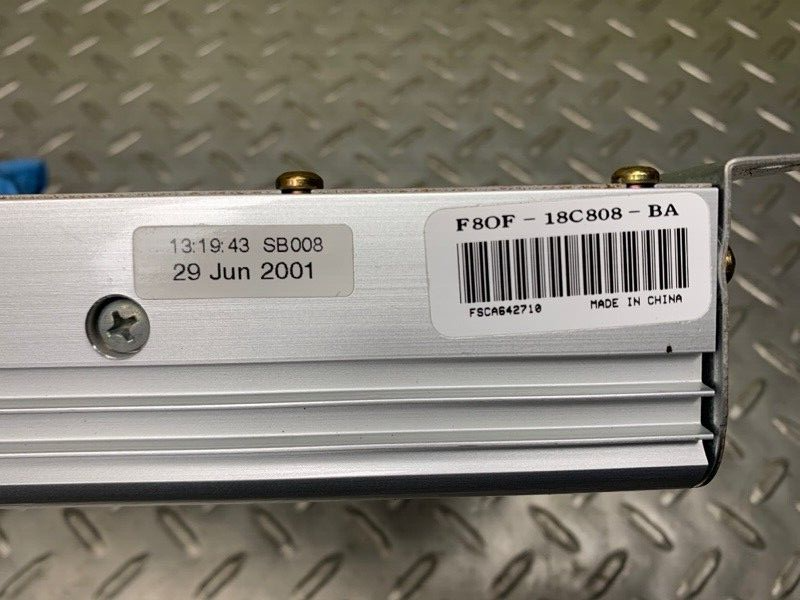 13:19:43 SB008
29 Jun 2001
F8OF - 18C808 - BA
FSCA642710 MADE IN CHINA